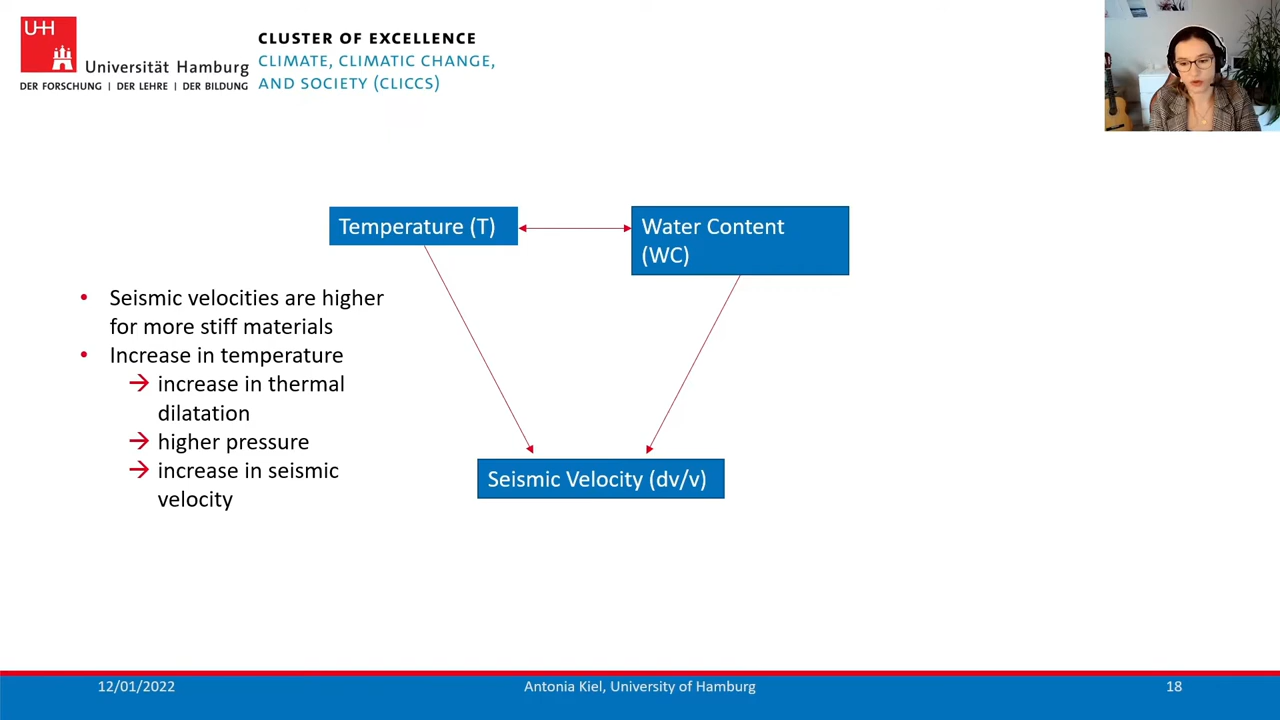 UH
Universität Hamburg
DER FORSCHUNG | DER LEHRE | DER BILDUNG
CLUSTER OF EXCELLENCE
CLIMATE, CLIMATIC CHANGE,
AND SOCIETY (CLICCS)
Temperature (T)
Water Content
(WC)
• Seismic velocities are higher
for more stiff materials
• Increase in temperature
→ increase in thermal
dilatation
→ higher pressure
→ increase in seismic
velocity
Seismic Velocity (dv/v)
12/01/2022
Antonia Kiel, University of Hamburg
18